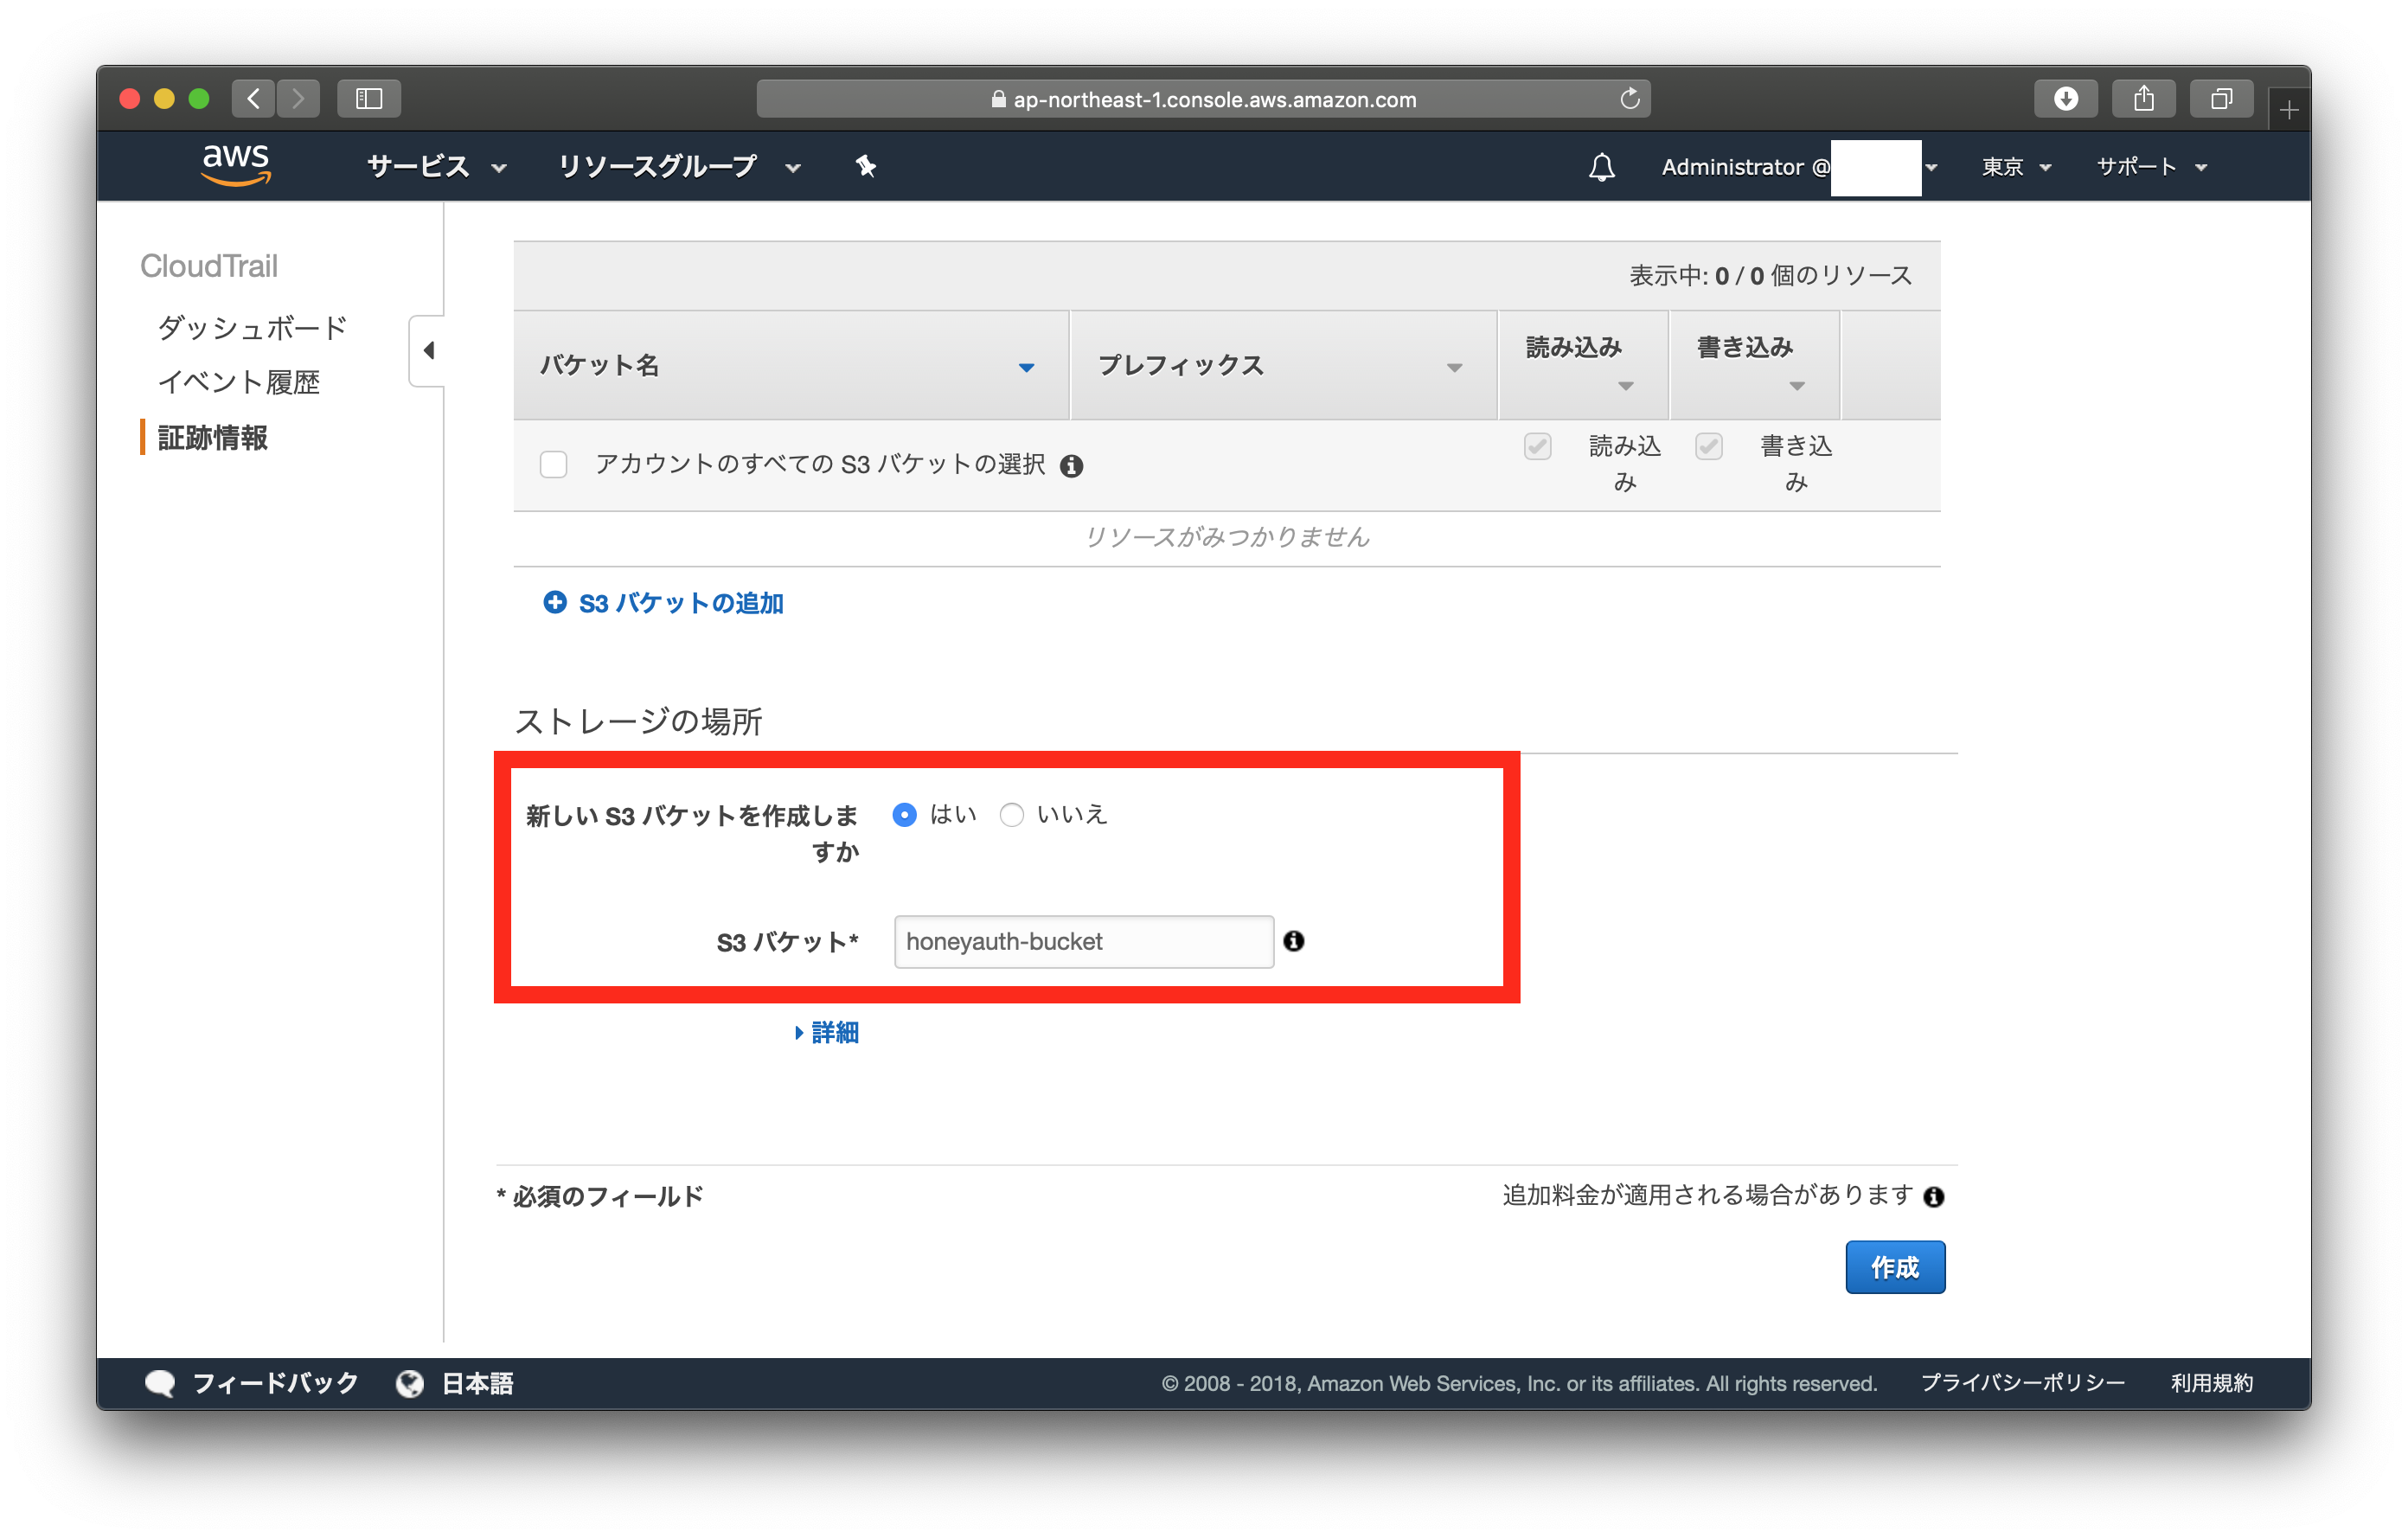 ap-northeast-1.console.aws.amazon.com
aws サービス リソースグループ Administrator @ 東京 サポート
CloudTrail
ダッシュボード
イベント履歴
証跡情報
表示中: 0 / 0 個のリソース
バケット名 プレフィックス 読み込み 書き込み
アカウントのすべての S3 バケットの選択 読み込み 書き込み
リソースがみつかりません
S3 バケットの追加
ストレージの場所
新しい S3 バケットを作成しま はい いいえ
すか
S3 バケット* honeyauth-bucket
詳細
* 必須のフィールド 追加料金が適用される場合があります
作成
フィードバック 日本語 © 2008 - 2018, Amazon Web Services, Inc. or its affiliates. All rights reserved. プライバシーポリシー 利用規約